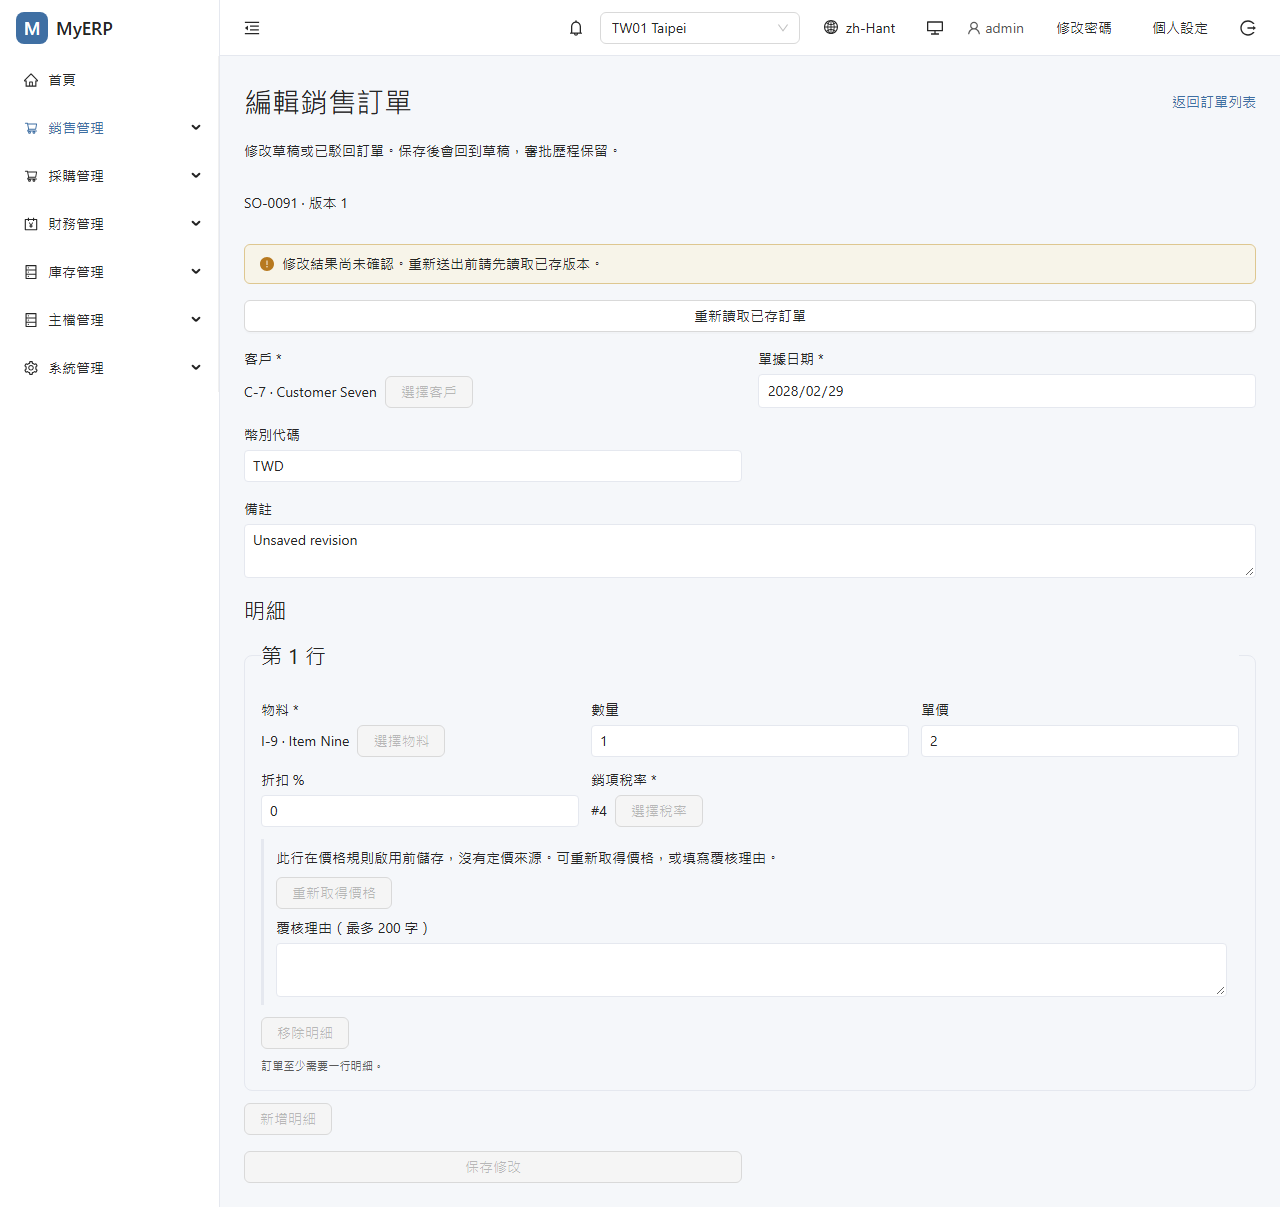 M MyERP
TW01 Taipei
zh-Hant
admin
修改密碼
個人設定
首頁
銷售管理
採購管理
財務管理
庫存管理
主檔管理
系統管理
編輯銷售訂單
返回訂單列表
修改草稿或已駁回訂單。保存後會回到草稿，審批歷程保留。
SO-0091 · 版本 1
修改結果尚未確認。重新送出前請先讀取已存版本。
重新讀取已存訂單
客戶 *
C-7 · Customer Seven
選擇客戶
單據日期 *
2028/02/29
幣別代碼
TWD
備註
Unsaved revision
明細
第 1 行
物料 *
I-9 · Item Nine
選擇物料
數量
1
單價
2
折扣 %
0
銷項稅率 *
#4
選擇稅率
此行在價格規則啟用前儲存，沒有定價來源。可重新取得價格，或填寫覆核理由。
重新取得價格
覆核理由（最多 200 字）
移除明細
訂單至少需要一行明細。
新增明細
保存修改